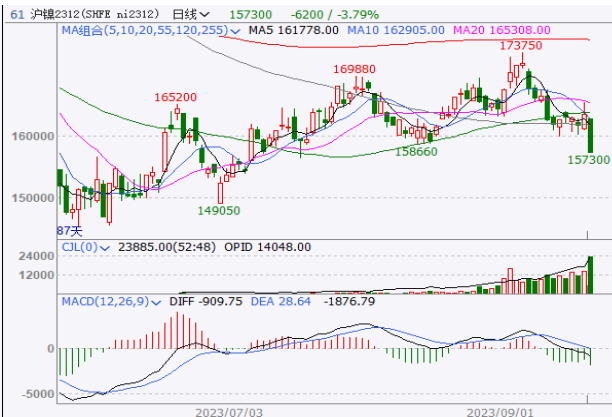 61 沪镍2312(SHFE ni2312) 日线 157300 -6200 / -3.79%
MA组合(5,10,20,55,120,255) MA5 161778.00 MA10 162905.00 MA20 165308.00
173750
169880
165200
160000
158660
157300
150000
149050
87天
CJL(0) 23885.00(52:48) OPID 14048.00
24000
12000
MACD(12,26,9) DIFF -909.75 DEA 28.64 -1876.79
0
-5000
2023/07/03 2023/09/01